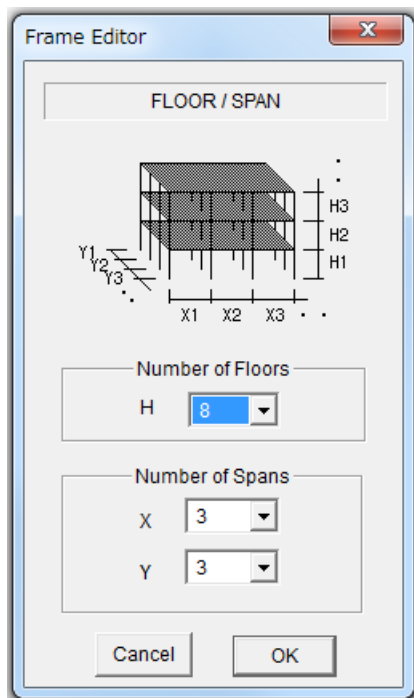 Frame Editor
FLOOR / SPAN
H3
H2
H1
Y1
Y2
Y3
X1 X2 X3
Number of Floors
H 8
Number of Spans
X 3
Y 3
Cancel OK